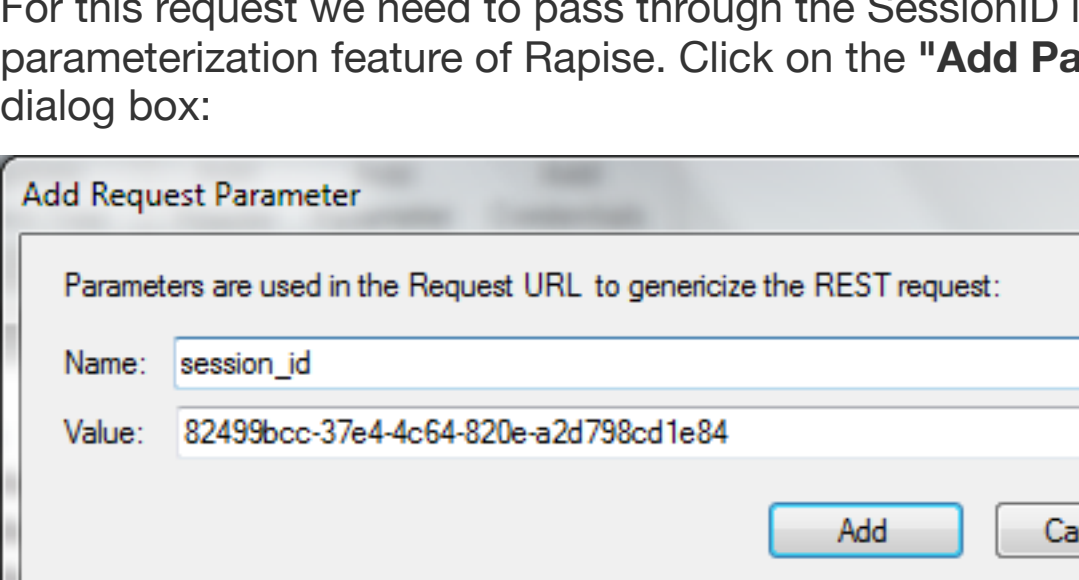 For this request we need to pass through the SessionID
parameterization feature of Rapise. Click on the "Add Pa
dialog box:
Add Request Parameter
Parameters are used in the Request URL to genericize the REST request:
Name: session_id
Value: 82499bcc-37e4-4c64-820e-a2d798cd1e84
Add Ca